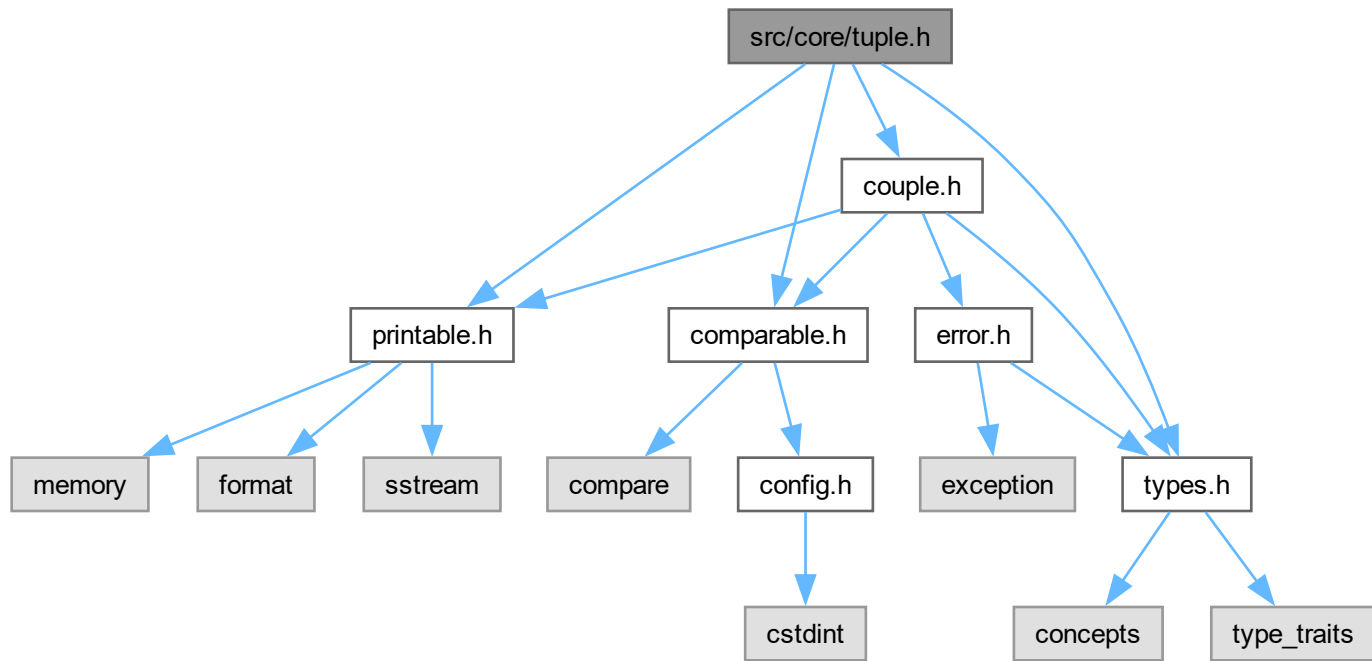 src/core/tuple.h
couple.h
printable.h
comparable.h
error.h
memory
format
sstream
compare
config.h
exception
types.h
cstdint
concepts
type_traits